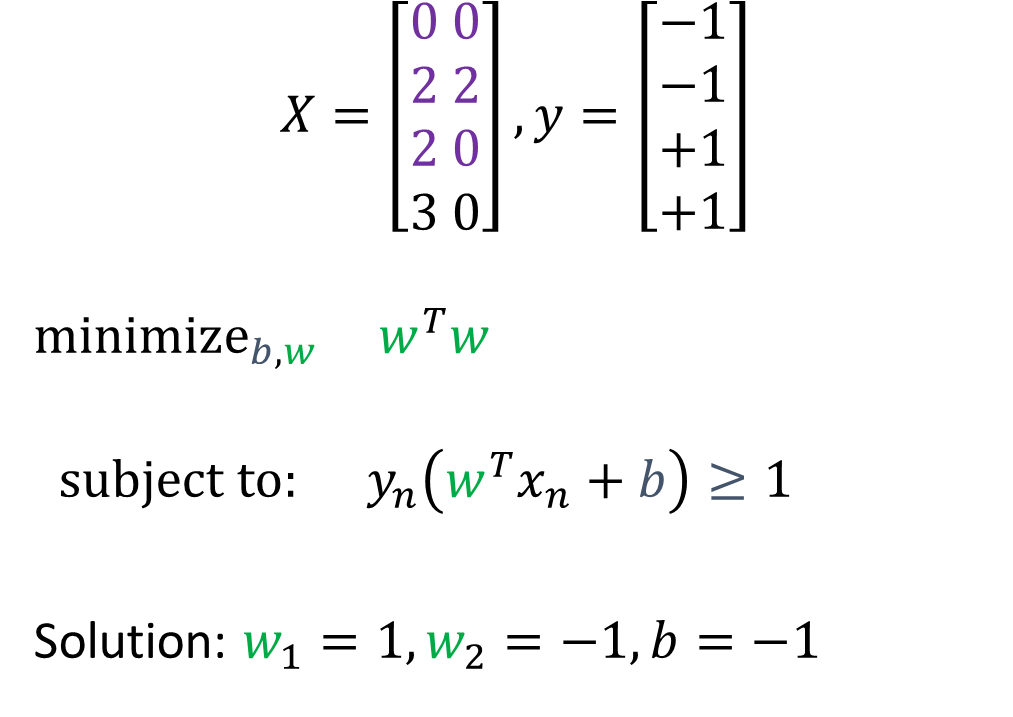 X = [0 0
2 2
2 0
3 0], y = [−1
−1
+1
+1]
minimize_{b,w} w^T w
subject to: y_n(w^T x_n + b) ≥ 1
Solution: w_1 = 1, w_2 = −1, b = −1